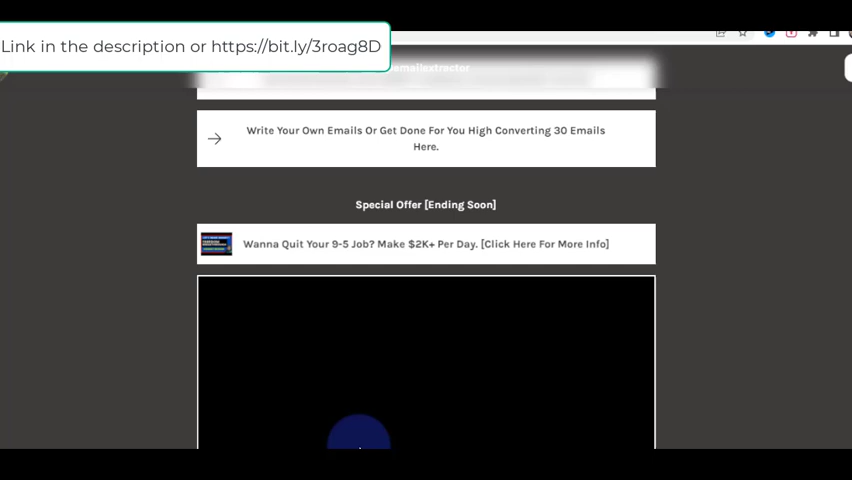 Link in the description or https://bit.ly/3roag8D
Write Your Own Emails Or Get Done For You High Converting 30 Emails
Here.
Special Offer [Ending Soon]
Wanna Quit Your 9-5 Job? Make $2K+ Per Day. [Click Here For More Info]